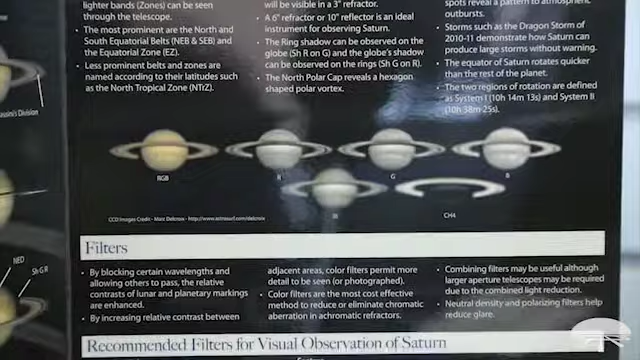 lighter bands (Zones) can be seen
through the telescope.
• The most prominent are the North and
South Equatorial Belts (NEB & SEB) and
the Equatorial Zone (EZ).
• Less prominent belts and zones are
named according to their latitudes such
as the North Tropical Zone (NTrZ).
will be visible in a 3" refractor.
• A 6" refractor or 10" reflector is an ideal
instrument for observing Saturn.
• The Ring shadow can be observed on the
globe (Sh R on G) and the globe's shadow
can be observed on the rings (Sh G on R).
• The North Polar Cap reveals a hexagon
shaped polar vortex.
spots reveal a pattern to atmospheric
outbursts.
• Storms such as the Dragon Storm of
2010-11 demonstrate how Saturn can
produce large storms without warning.
• The equator of Saturn rotates quicker
than the rest of the planet.
• The two regions of rotation are defined
as System I (10h 14m 13s) and System II
(10h 38m 25s).
Cassini's Division
RGB
R
G
B
IR
CH4
CCD Images Credit - Marc Delcroix - http://www.astrosurf.com/delcroix
Filters
• By blocking certain wavelengths and
allowing others to pass, the relative
contrasts of lunar and planetary markings
are enhanced.
• By increasing relative contrast between
adjacent areas, color filters permit more
detail to be seen (or photographed).
• Color filters are the most cost effective
method to reduce or eliminate chromatic
aberration in achromatic refractors.
• Combining filters may be useful although
larger aperture telescopes may be required
due to the combined light reduction.
• Neutral density and polarizing filters help
reduce glare.
NED
Sh G R
Recommended Filters for Visual Observation of Saturn